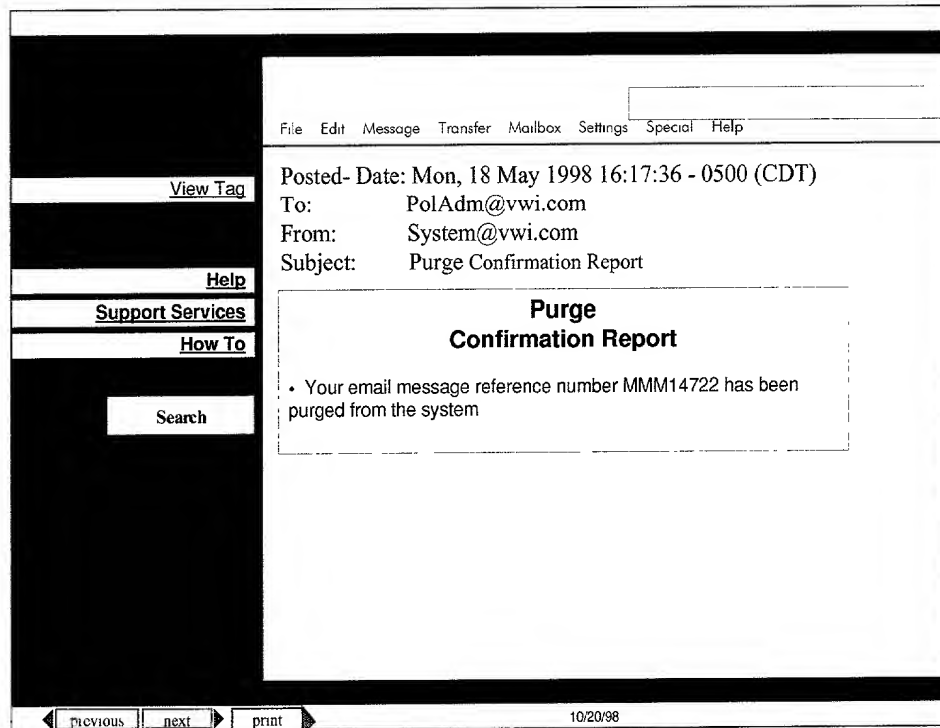 File Edit Message Transfer Mailbox Settings Special Help
Posted- Date: Mon, 18 May 1998 16:17:36 - 0500 (CDT)
To: PolAdm@vwi.com
From: System@vwi.com
Subject: Purge Confirmation Report
View Tag
Help
Support Services
How To
Search
Purge
Confirmation Report
• Your email message reference number MMM14722 has been
purged from the system
previous next print 10/20/98